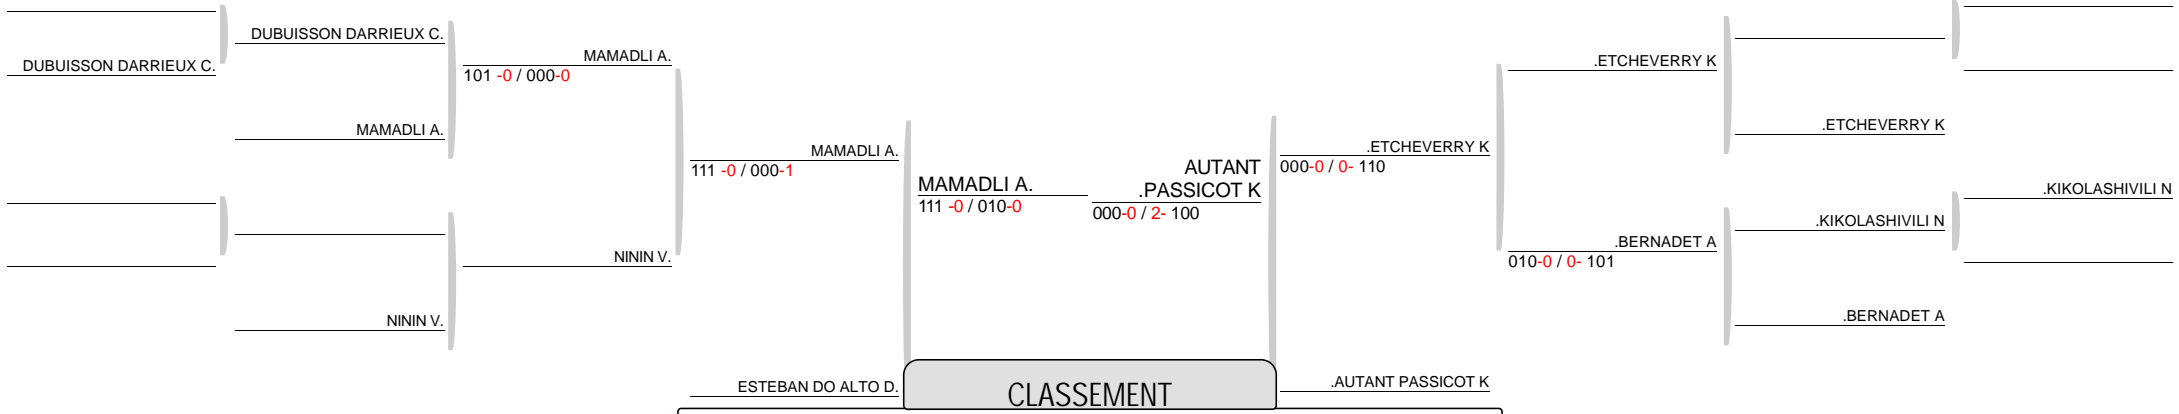 DUBUISSON DARRIEUX C.
DUBUISSON DARRIEUX C.
MAMADLI A.
101 -0 / 000-0
MAMADLI A.
MAMADLI A.
111 -0 / 000-1
NININ V.
NININ V.
ESTEBAN DO ALTO D.
MAMADLI A.
111 -0 / 010-0
AUTANT
.PASSICOT K
000-0 / 2- 100
CLASSEMENT
.ETCHEVERRY K
000-0 / 0- 110
.AUTANT PASSICOT K
.ETCHEVERRY K
.BERNADET A
010-0 / 0- 101
.ETCHEVERRY K
.KIKOLASHIVILI N
.BERNADET A
.KIKOLASHIVILI N